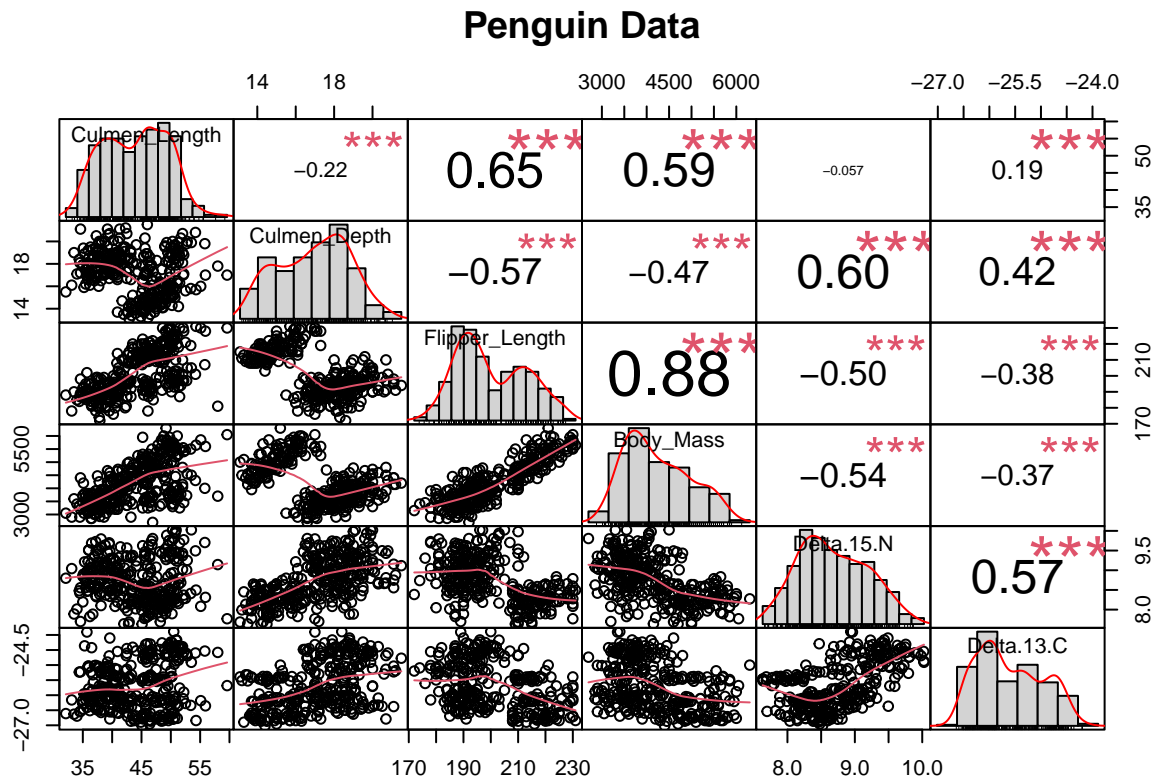 Penguin Data
14 18 3000 4500 6000 −27.0 −25.5 −24.0
Culmen_Length *** −0.22 *** 0.65 *** 0.59 −0.057 *** 0.19 35 50
14 18 Culmen_Depth *** −0.57 *** −0.47 *** 0.60 *** 0.42
Flipper_Length *** 0.88 *** −0.50 *** −0.38 170 210
3000 5500 Body_Mass *** −0.54 *** −0.37
Delta.15.N *** 0.57 8.0 9.5
−27.0 −24.5 Delta.13.C
35 45 55 170 190 210 230 8.0 9.0 10.0